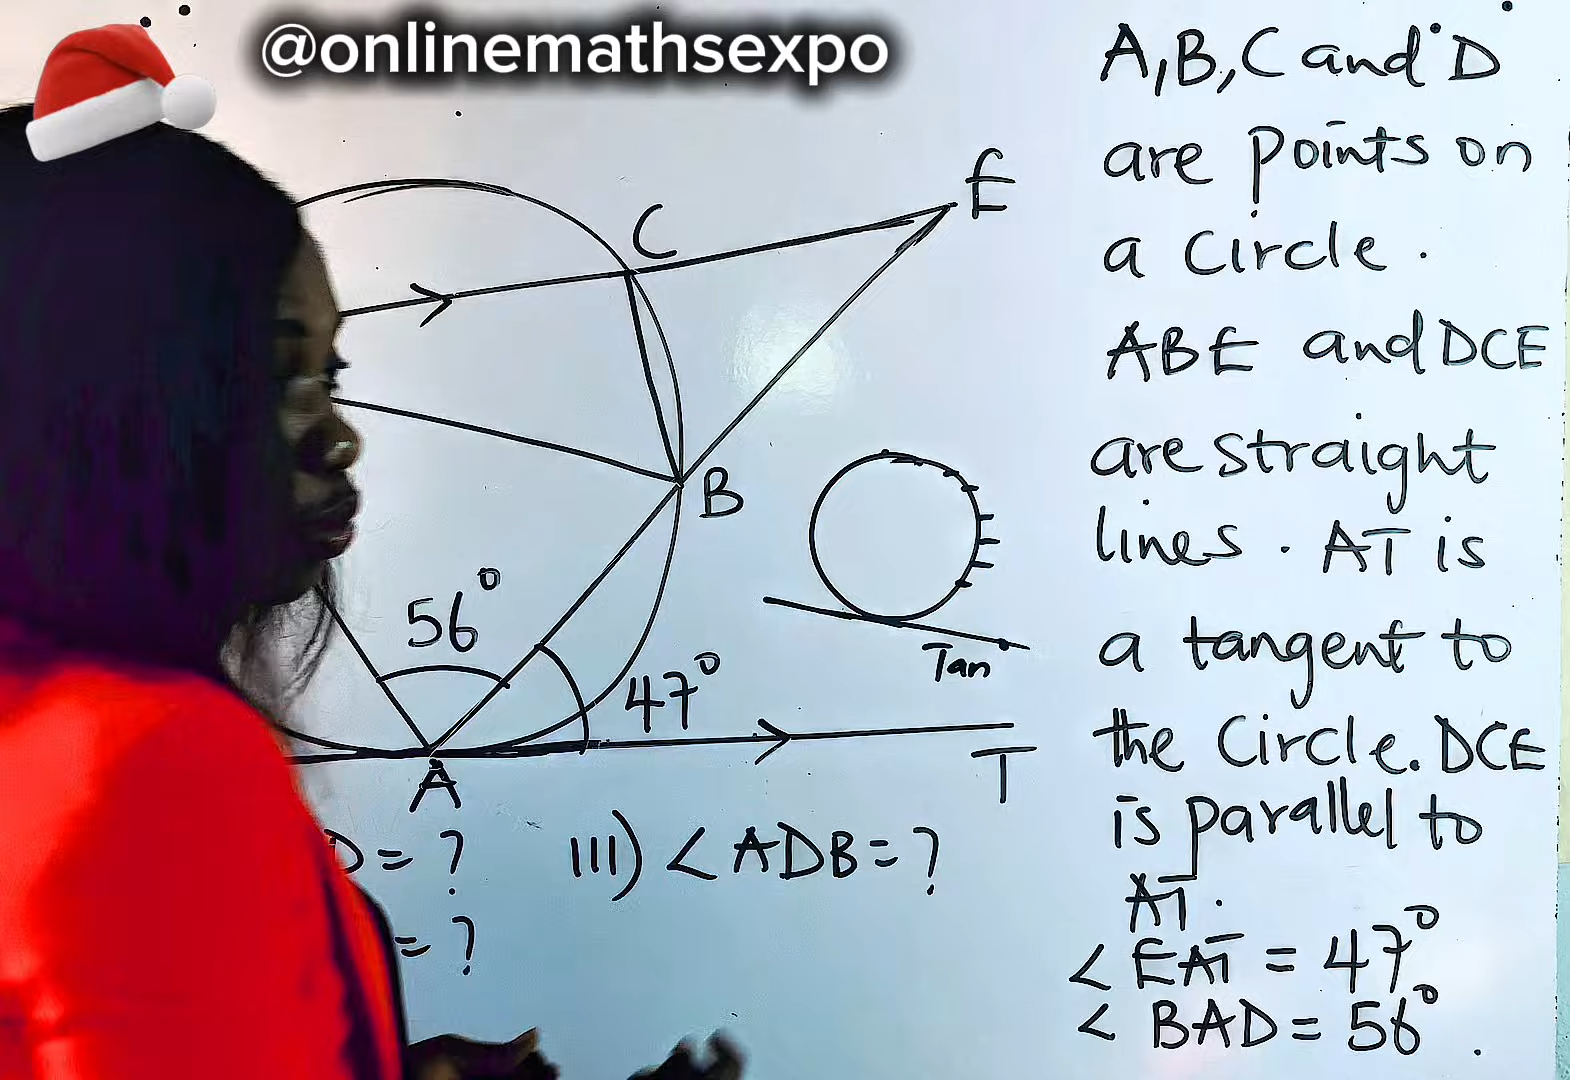 @onlinemathsexpo
A,B,C and D
are points on
a circle.
ABE and DCE
are straight
lines. AT is
a tangent to
the circle. DCE
is parallel to
AT.
<EAT = 47°
<BAD = 56°.
E
C
B
56°
47°
Tan
A
T
D = ?
III) <ADB = ?
= ?